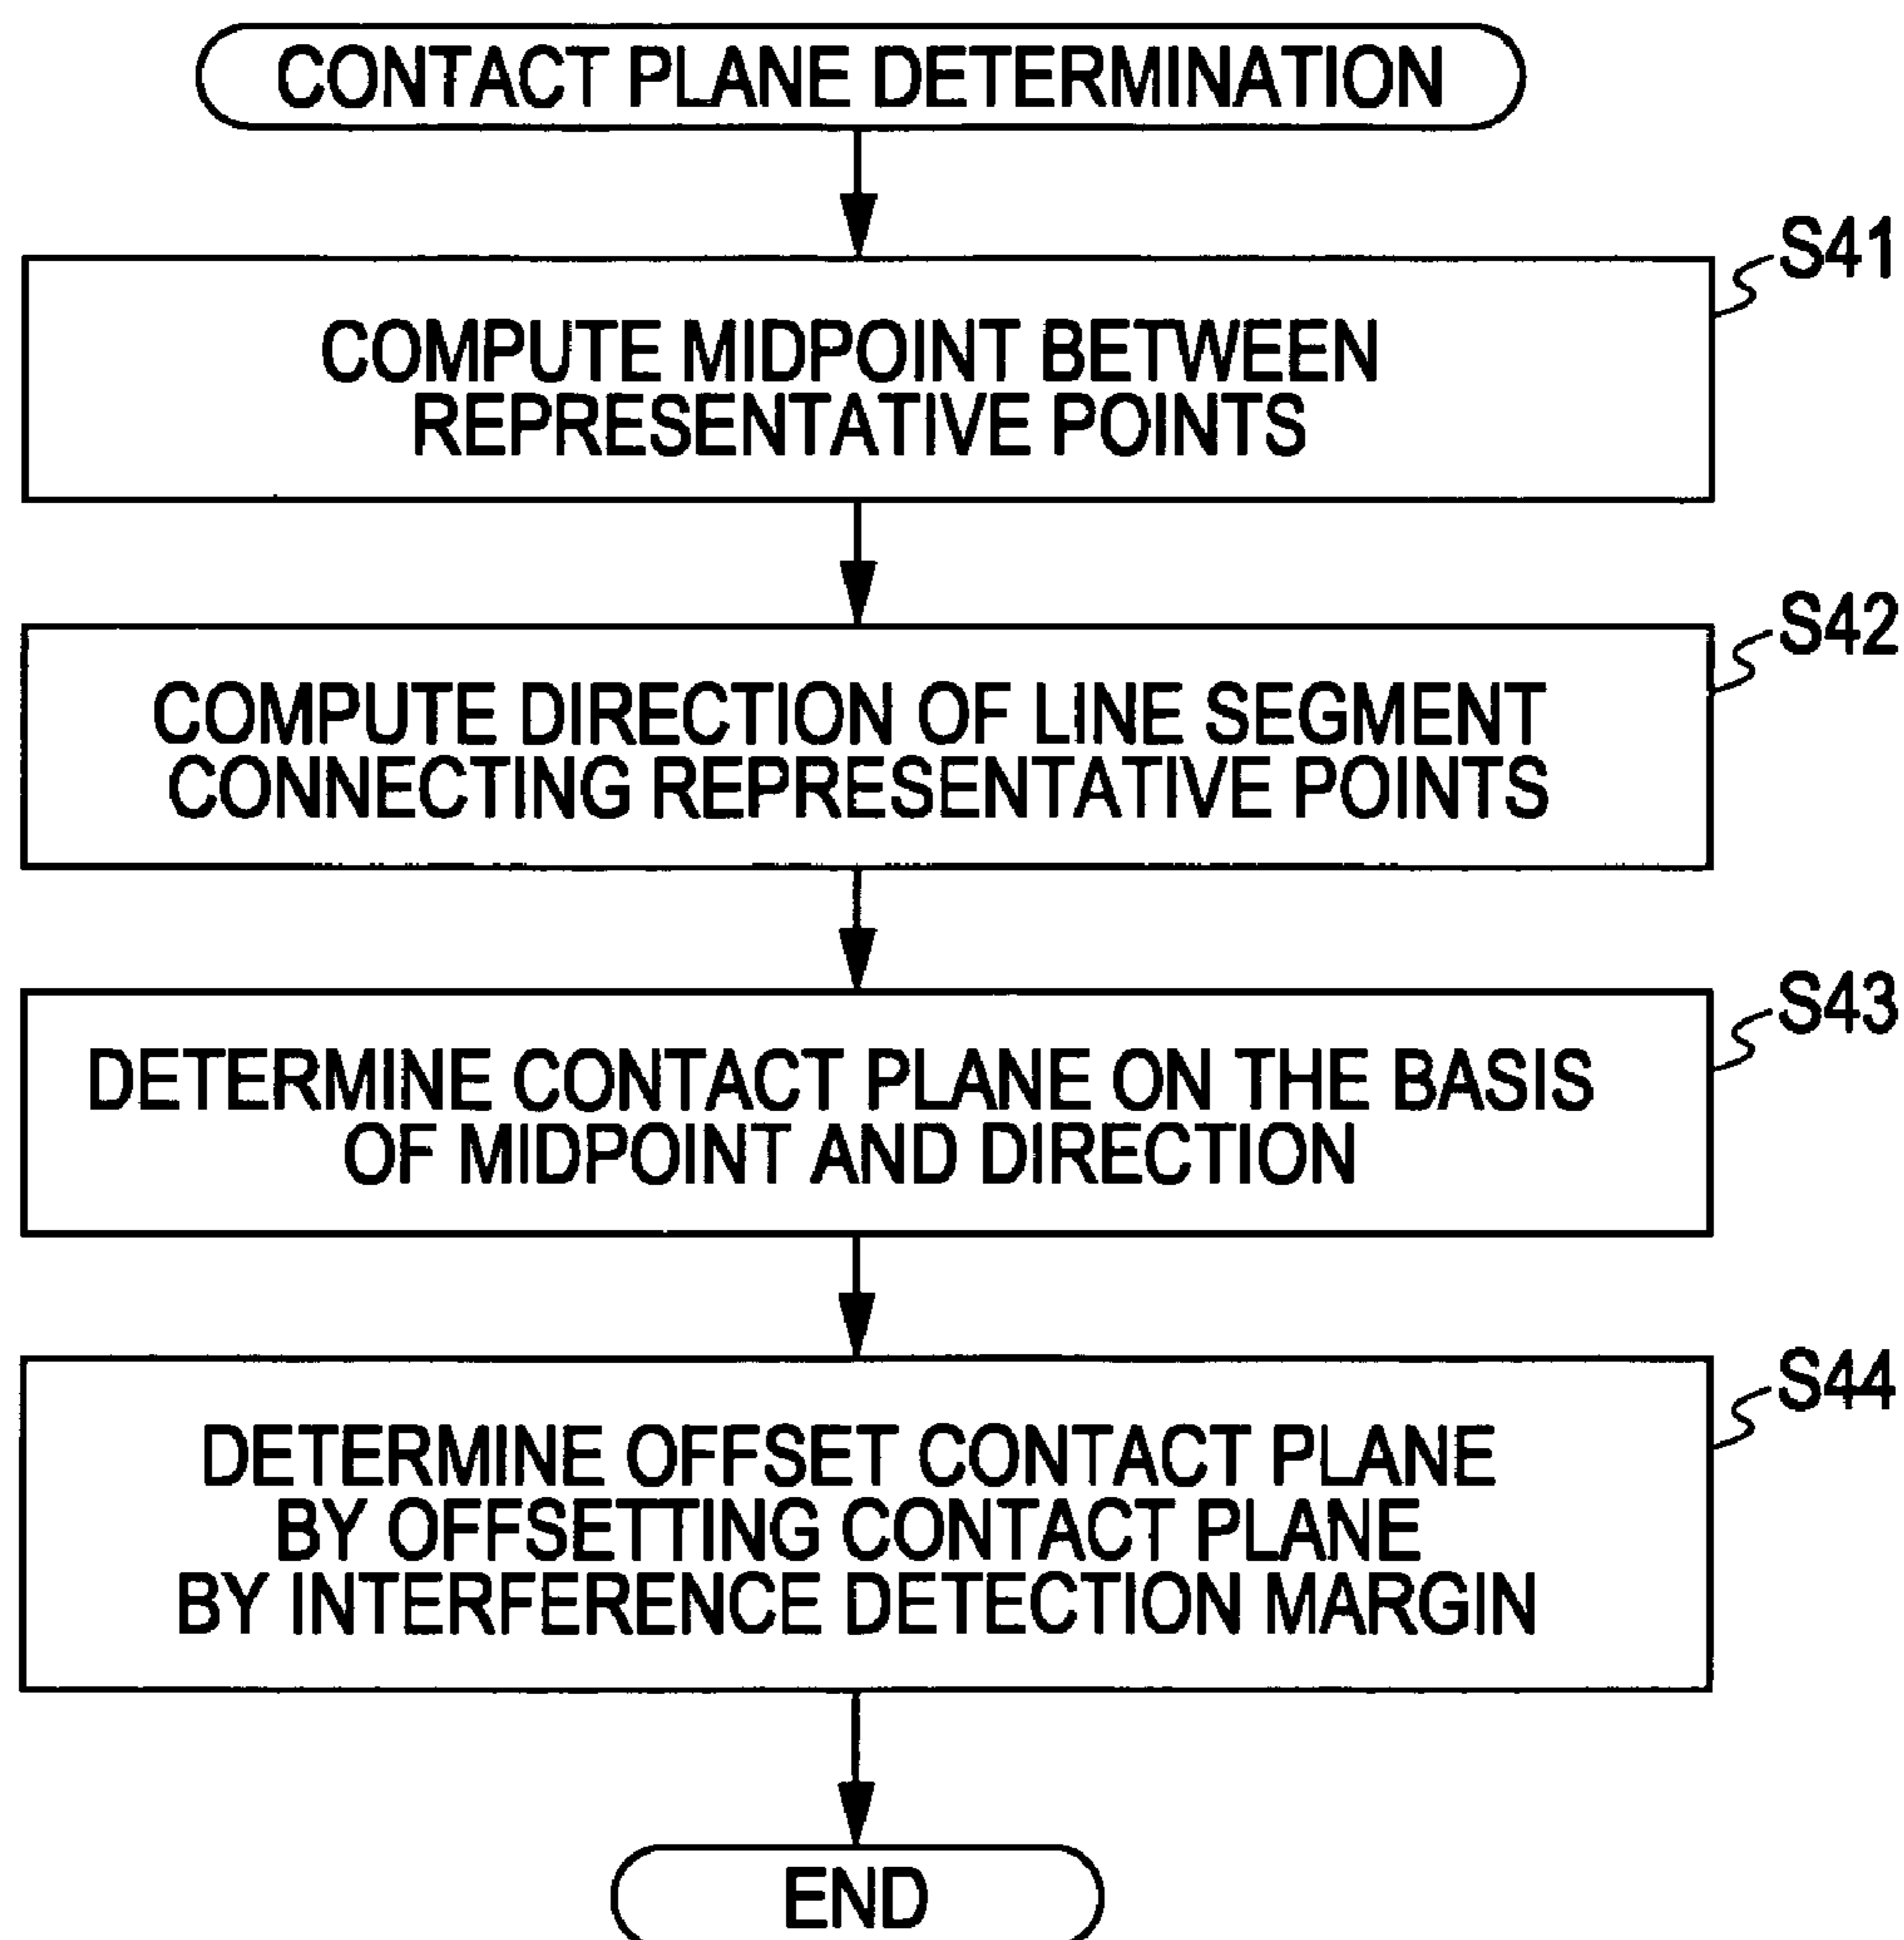 CONTACT PLANE DETERMINATION
S41
COMPUTE MIDPOINT BETWEEN
REPRESENTATIVE POINTS
S42
COMPUTE DIRECTION OF LINE SEGMENT
CONNECTING REPRESENTATIVE POINTS
S43
DETERMINE CONTACT PLANE ON THE BASIS
OF MIDPOINT AND DIRECTION
S44
DETERMINE OFFSET CONTACT PLANE
BY OFFSETTING CONTACT PLANE
BY INTERFERENCE DETECTION MARGIN
END